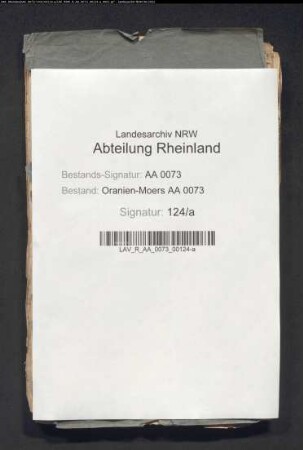 Landesarchiv NRW
Abteilung Rheinland
Bestands-Signatur: AA 0073
Bestand: Oranien-Moers AA 0073
Signatur: 124/a
LAV_R_AA_0073_00124-a